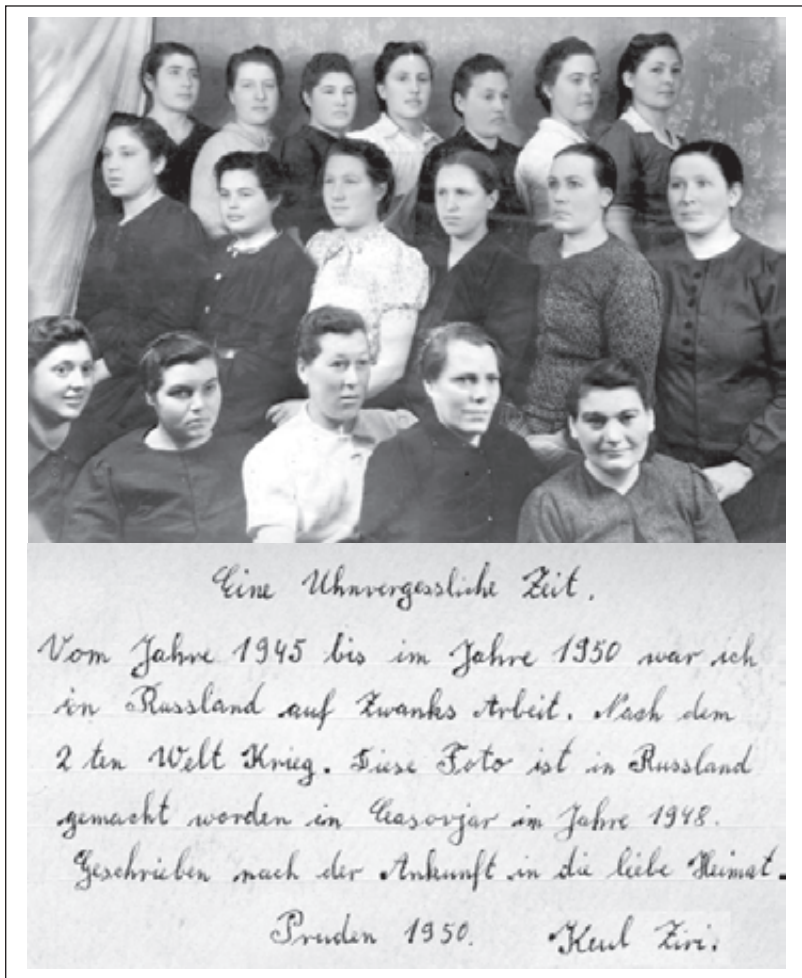 Eine Uhnvergessliche Zeit.
Vom Jahre 1945 bis im Jahre 1950 war ich
in Russland auf Zwanks Arbeit. Nach dem
2 ten Welt Krieg. Diese Foto ist in Russland
gemacht worden in Casovjar im Jahre 1948.
Geschrieben nach der Ankunft in die liebe Heimat.
Pruden 1950. Keul Ziri.